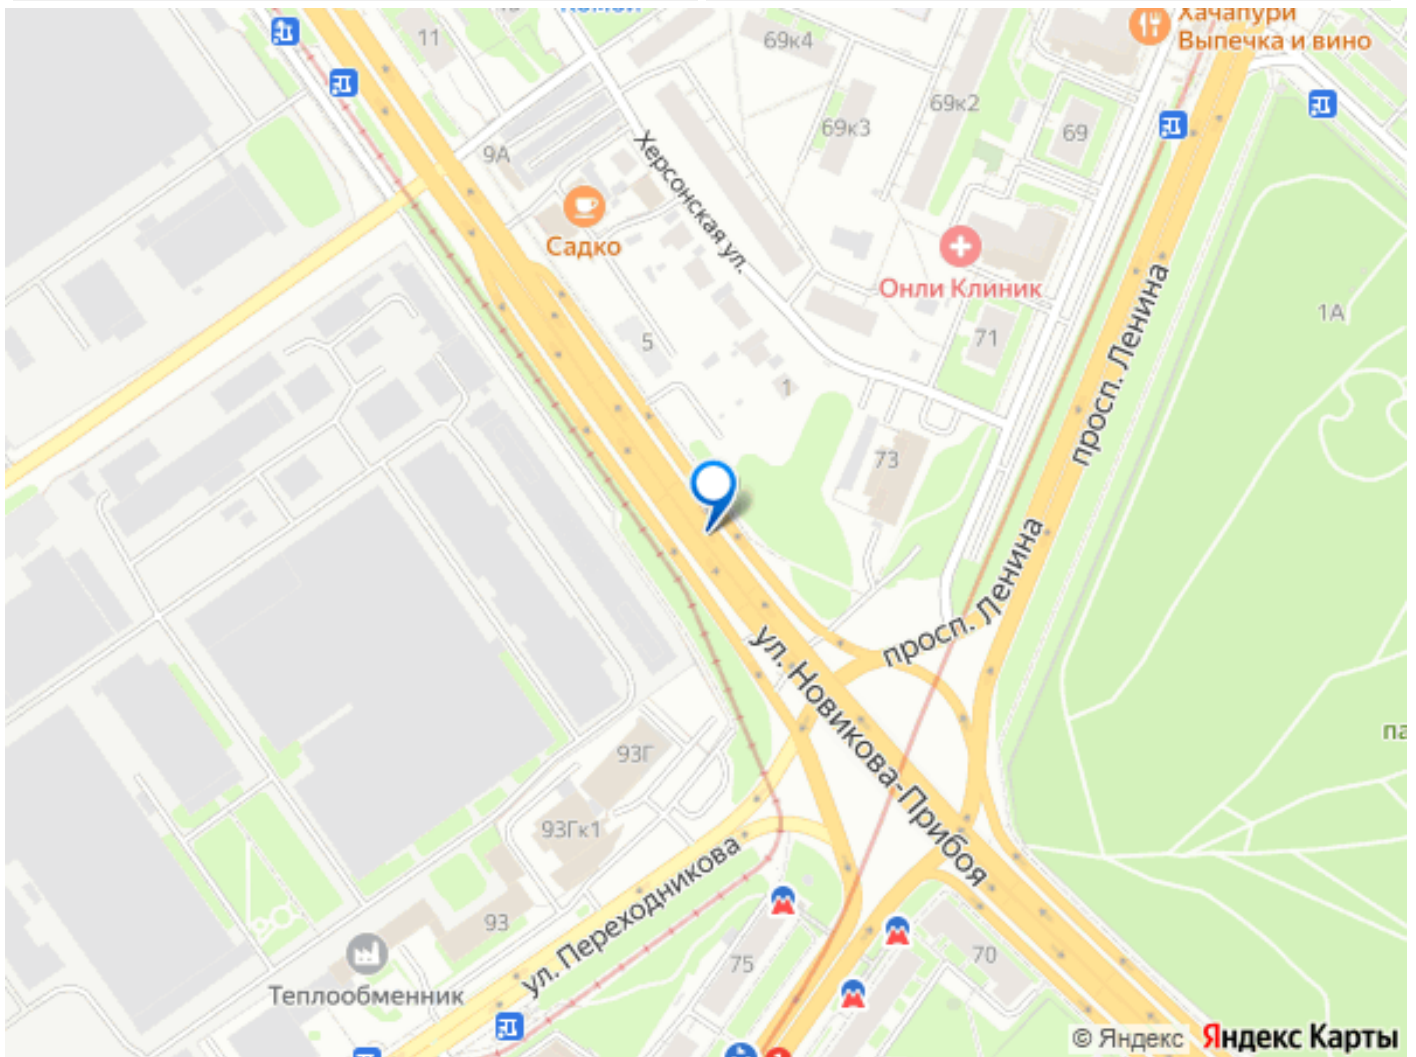 Хачапури
Выпечка и вино
11
69к4
69к2
69к3
69
9А
Херсонская ул.
Садко
Онли Клиник
просп. Ленина
1А
5
71
1
73
просп. Ленина
ул. Новикова-Прибоя
93Г
93Гк1
ул. Переходникова
93
75
70
Теплообменник
© Яндекс Яндекс Карты